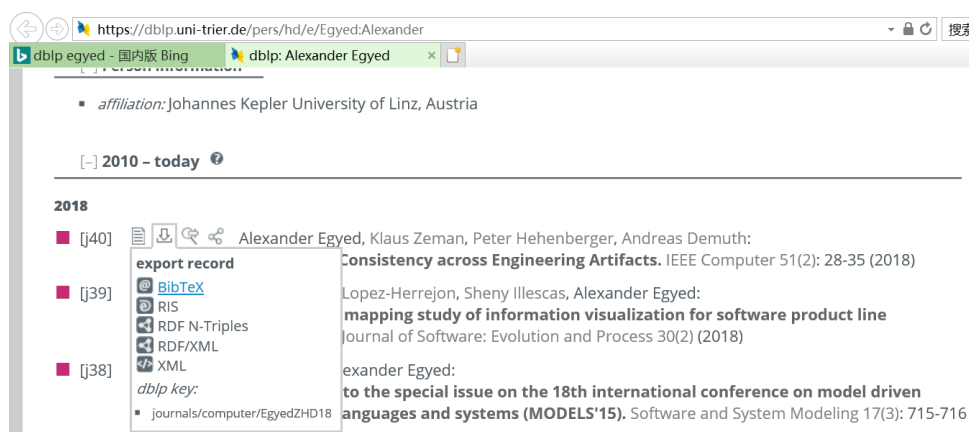 https://dblp.uni-trier.de/pers/hd/e/Egyed:Alexander
dblp egyed - 国内版 Bing
dblp: Alexander Egyed
×
[−] Person information
▪ affiliation: Johannes Kepler University of Linz, Austria
[−] 2010 – today ?
2018
[j40] Alexander Egyed, Klaus Zeman, Peter Hehenberger, Andreas Demuth:
Consistency across Engineering Artifacts. IEEE Computer 51(2): 28-35 (2018)
export record
BibTeX
RIS
RDF N-Triples
RDF/XML
XML
dblp key:
▪ journals/computer/EgyedZHD18
[j39] Lopez-Herrejon, Sheny Illescas, Alexander Egyed:
mapping study of information visualization for software product line
Journal of Software: Evolution and Process 30(2) (2018)
[j38] exander Egyed:
to the special issue on the 18th international conference on model driven
anguages and systems (MODELS'15). Software and System Modeling 17(3): 715-716